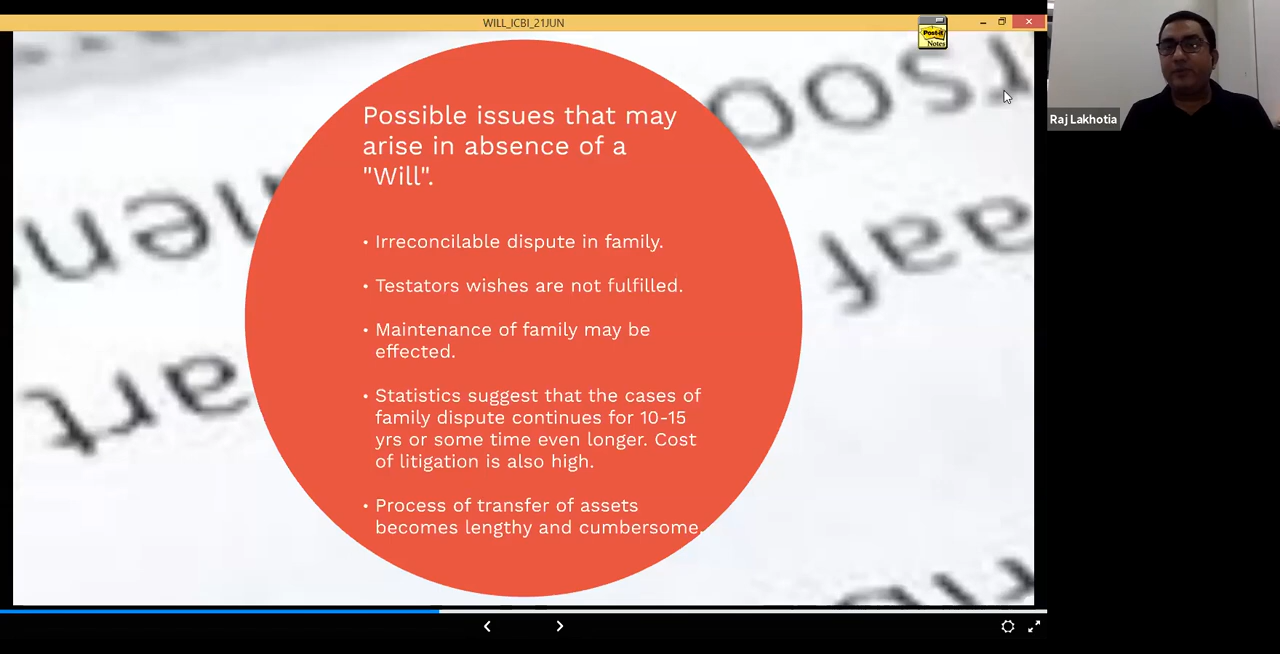 WILL_ICBI_21JUN
Post-it
Notes
Raj Lakhotia
Possible issues that may
arise in absence of a
"Will".
• Irreconcilable dispute in family.
• Testators wishes are not fulfilled.
• Maintenance of family may be
effected.
• Statistics suggest that the cases of
family dispute continues for 10-15
yrs or some time even longer. Cost
of litigation is also high.
• Process of transfer of assets
becomes lengthy and cumbersome.